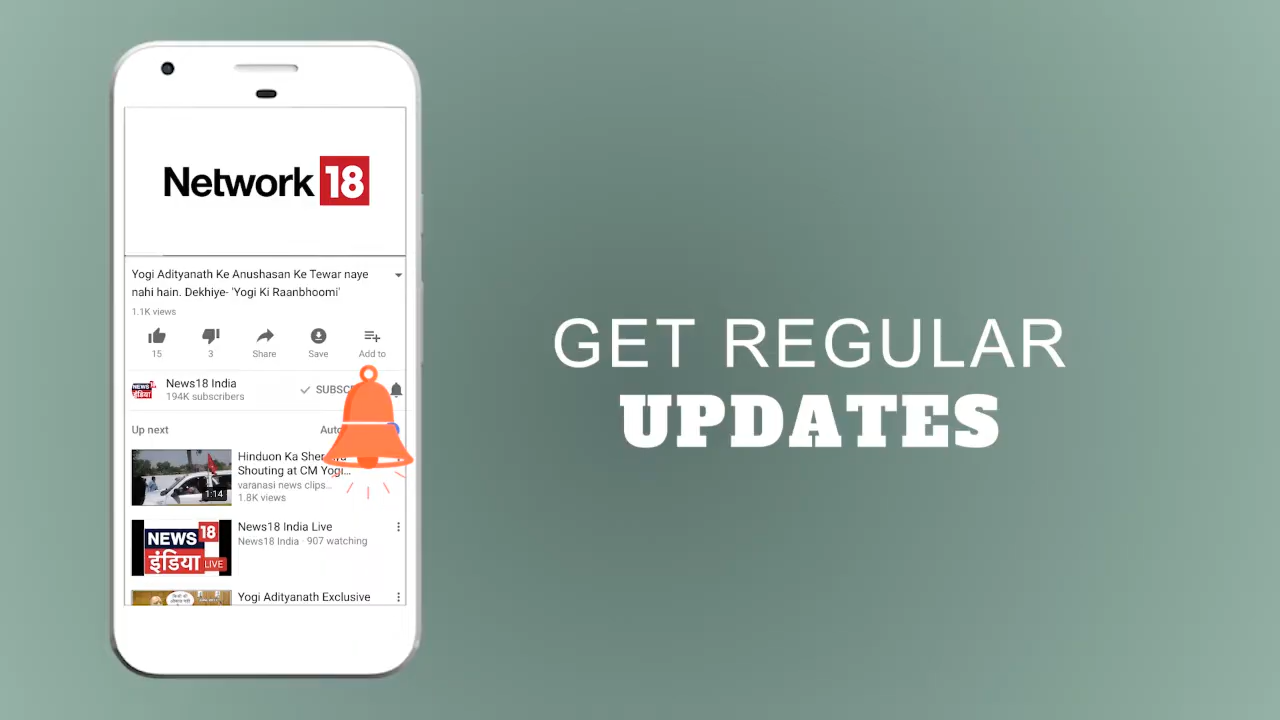 Network 18
Yogi Adityanath Ke Anushasan Ke Tewar naye
nahi hain. Dekhiye- 'Yogi Ki Raanbhoomi'
1.1K views
15
3
Share
Save
Add to
NEWS
इंडिया
News18 India
194K subscribers
Up next
Hinduon Ka
Shouting at CM Yogi...
varanasi news clips...
1.8K views
1:14
NEWS 18
इंडिया
LIVE
News18 India Live
News18 India · 907 watching
Yogi Adityanath Exclusive
GET REGULAR
UPDATES